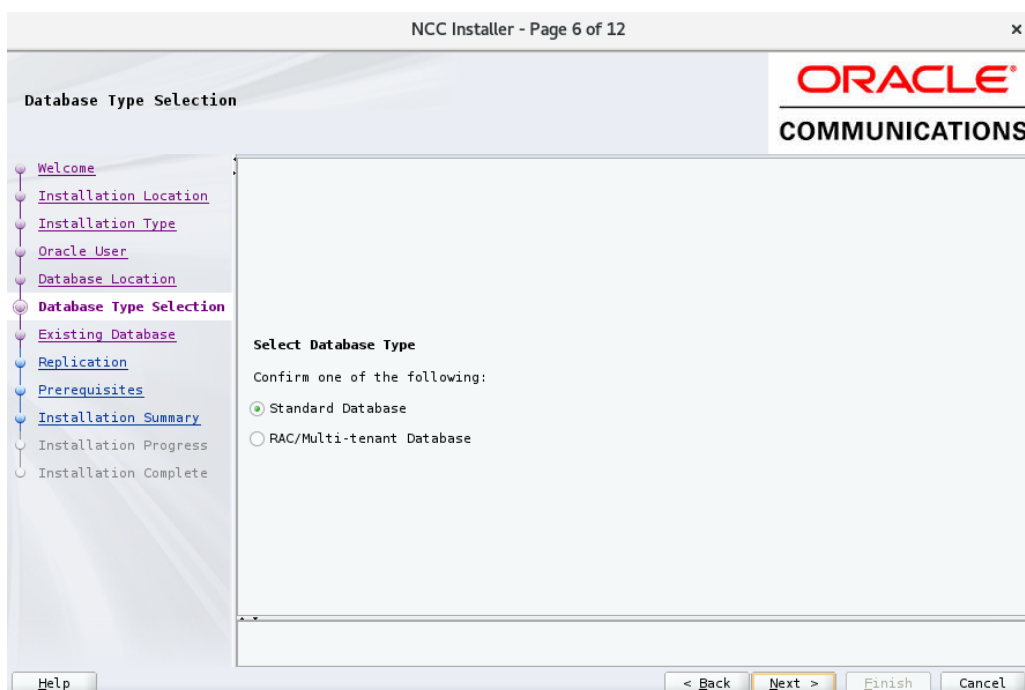 NCC Installer - Page 6 of 12
×
Database Type Selection
ORACLE®
COMMUNICATIONS
Welcome
Installation Location
Installation Type
Oracle User
Database Location
Database Type Selection
Existing Database
Replication
Prerequisites
Installation Summary
Installation Progress
Installation Complete
Select Database Type
Confirm one of the following:
Standard Database
RAC/Multi-tenant Database
Help
< Back
Next >
Finish
Cancel